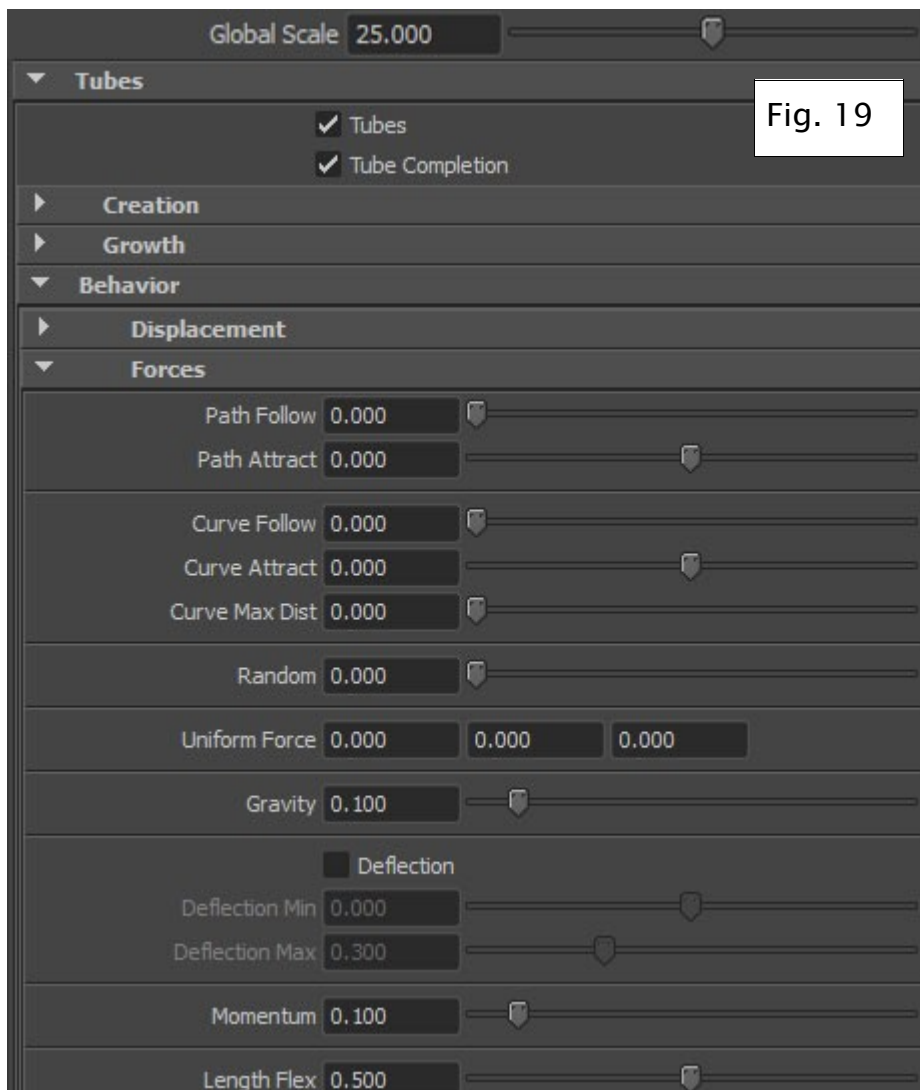 Global Scale 25.000
Tubes
Fig. 19
Tubes
Tube Completion
Creation
Growth
Behavior
Displacement
Forces
Path Follow 0.000
Path Attract 0.000
Curve Follow 0.000
Curve Attract 0.000
Curve Max Dist 0.000
Random 0.000
Uniform Force 0.000 0.000 0.000
Gravity 0.100
Deflection
Deflection Min 0.000
Deflection Max 0.300
Momentum 0.100
Length Flex 0.500